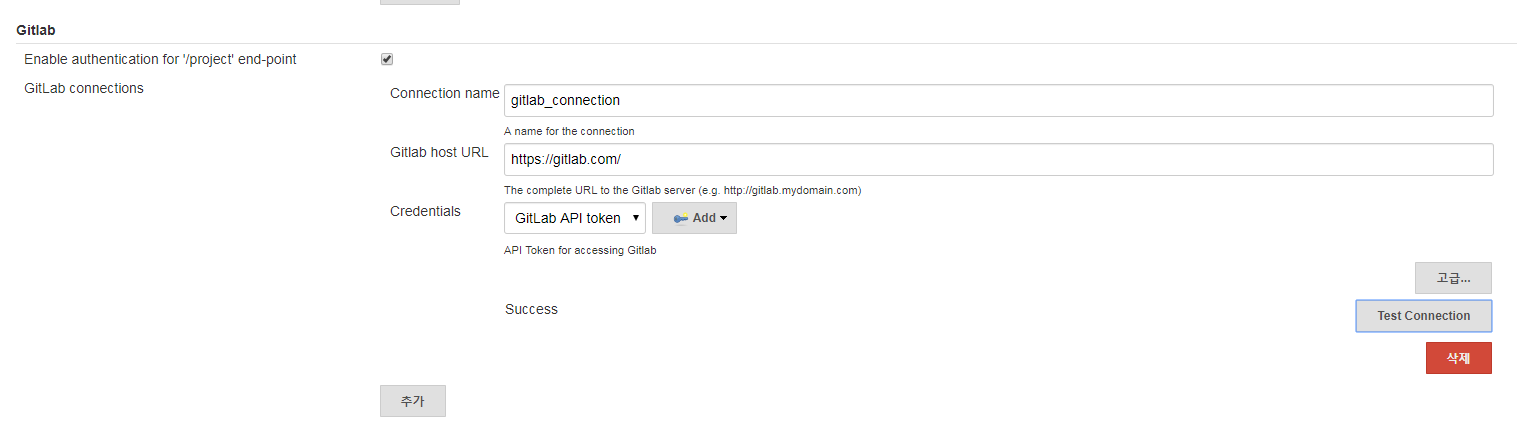 Gitlab
Enable authentication for '/project' end-point
GitLab connections
Connection name
gitlab_connection
A name for the connection
Gitlab host URL
https://gitlab.com/
The complete URL to the Gitlab server (e.g. http://gitlab.mydomain.com)
Credentials
GitLab API token
Add
API Token for accessing Gitlab
고급...
Success
Test Connection
삭제
추가